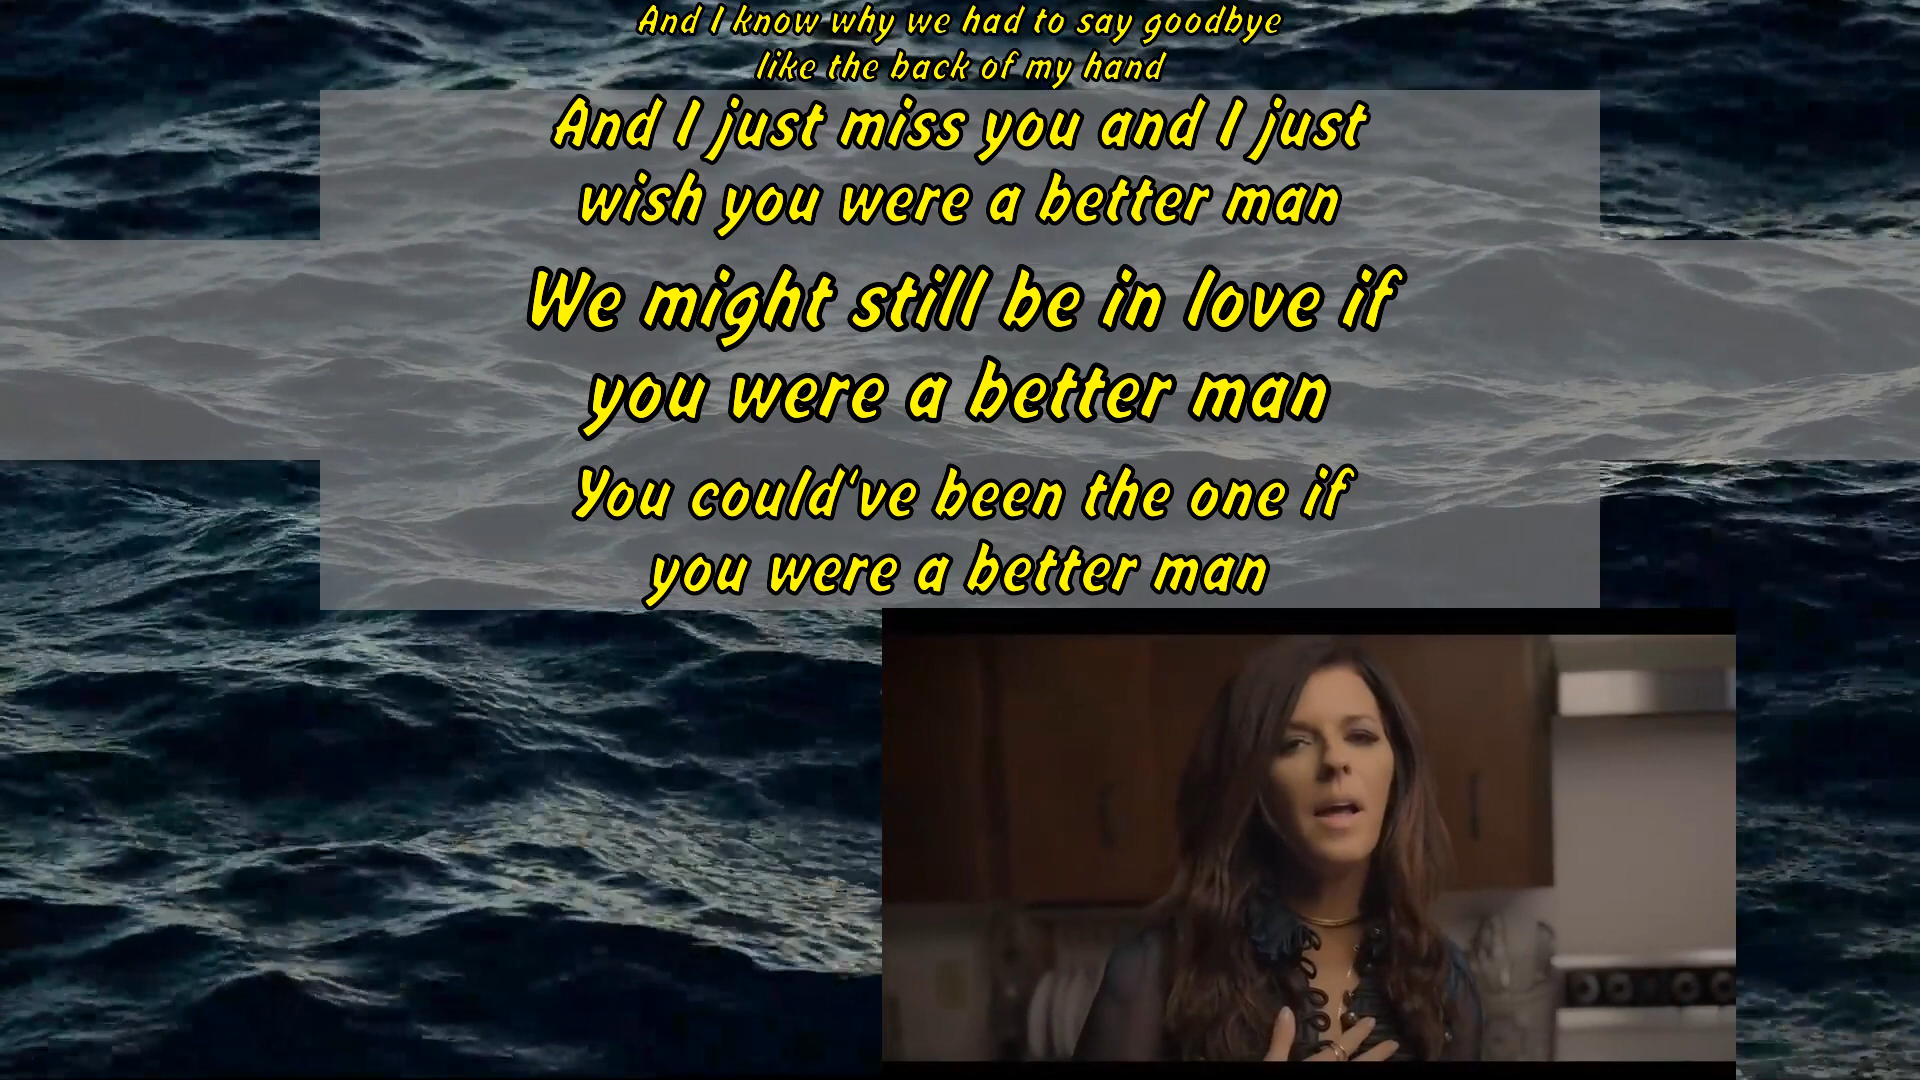 And I know why we had to say goodbye
like the back of my hand
And I just miss you and I just
wish you were a better man
We might still be in love if
you were a better man
You could've been the one if
you were a better man